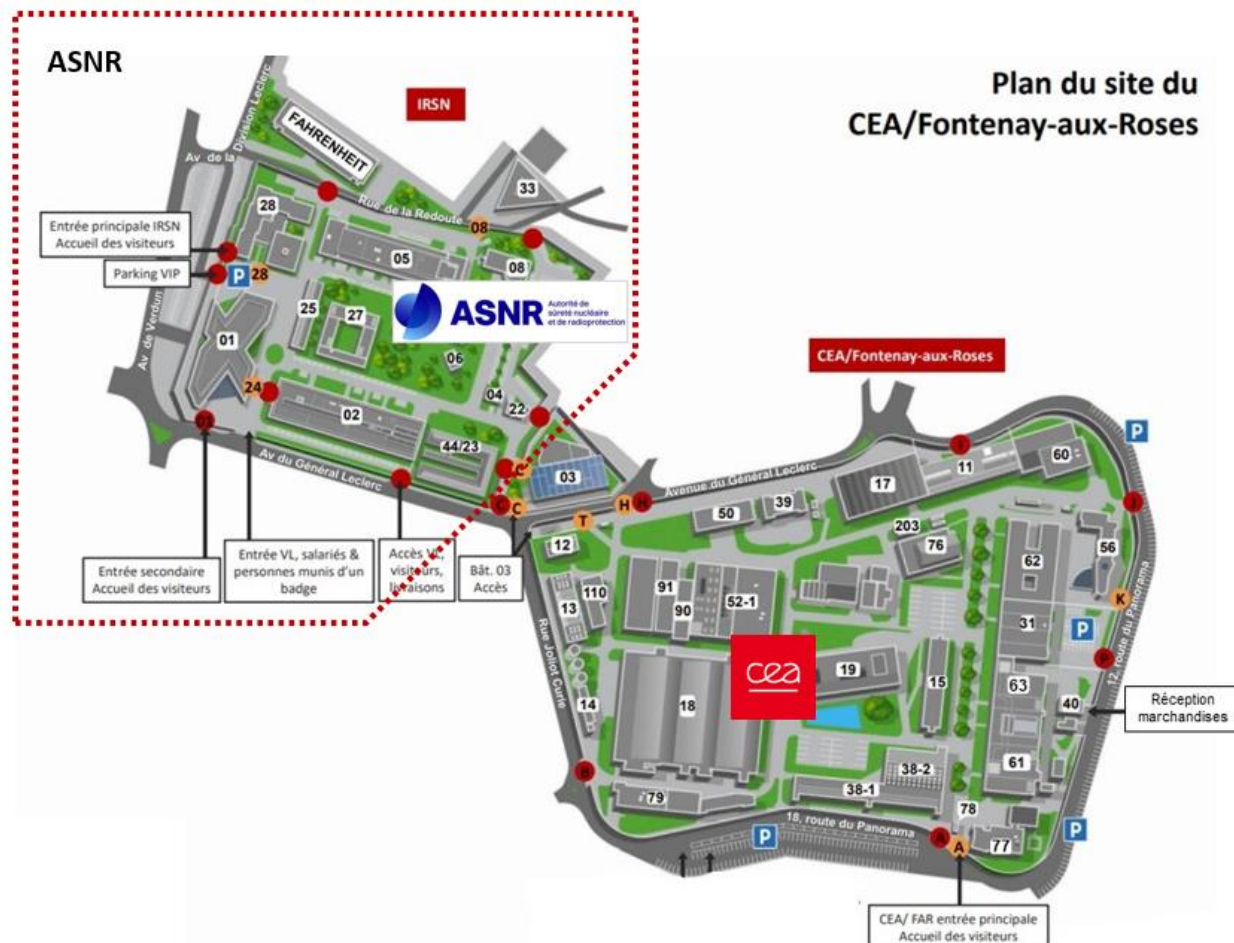 ASNR
IRSN
Plan du site du
CEA/Fontenay-aux-Roses
Av de la
Division Leclerc
FAHRENHEIT
33
Rue de la Redoute
08
28
Entrée principale IRSN
Accueil des visiteurs
05
08
Parking VIP
P
28
ASNR
Autorité de
sûreté nucléaire
et de radioprotection
25
27
01
06
Av de Verdun
CEA/Fontenay-aux-Roses
24
04
22
02
01
44/23
Av du Général Leclerc
C
03
C
C
H
H
T
Avenue du Général Leclerc
50
39
17
11
60
P
J
203
76
12
62
56
Entrée secondaire
Accueil des visiteurs
Entrée VL, salariés &
personnes munis d'un
badge
Accès VL,
visiteurs,
livraisons
Bât. 03
Accès
13
110
91
90
52-1
31
K
P
P
12, route du Panorama
Rue Joliot Curie
cea
19
15
63
40
Réception
marchandises
14
18
61
38-2
38-1
B
79
78
18, route du Panorama
P
A
A
77
P
CEA/ FAR entrée principale
Accueil des visiteurs